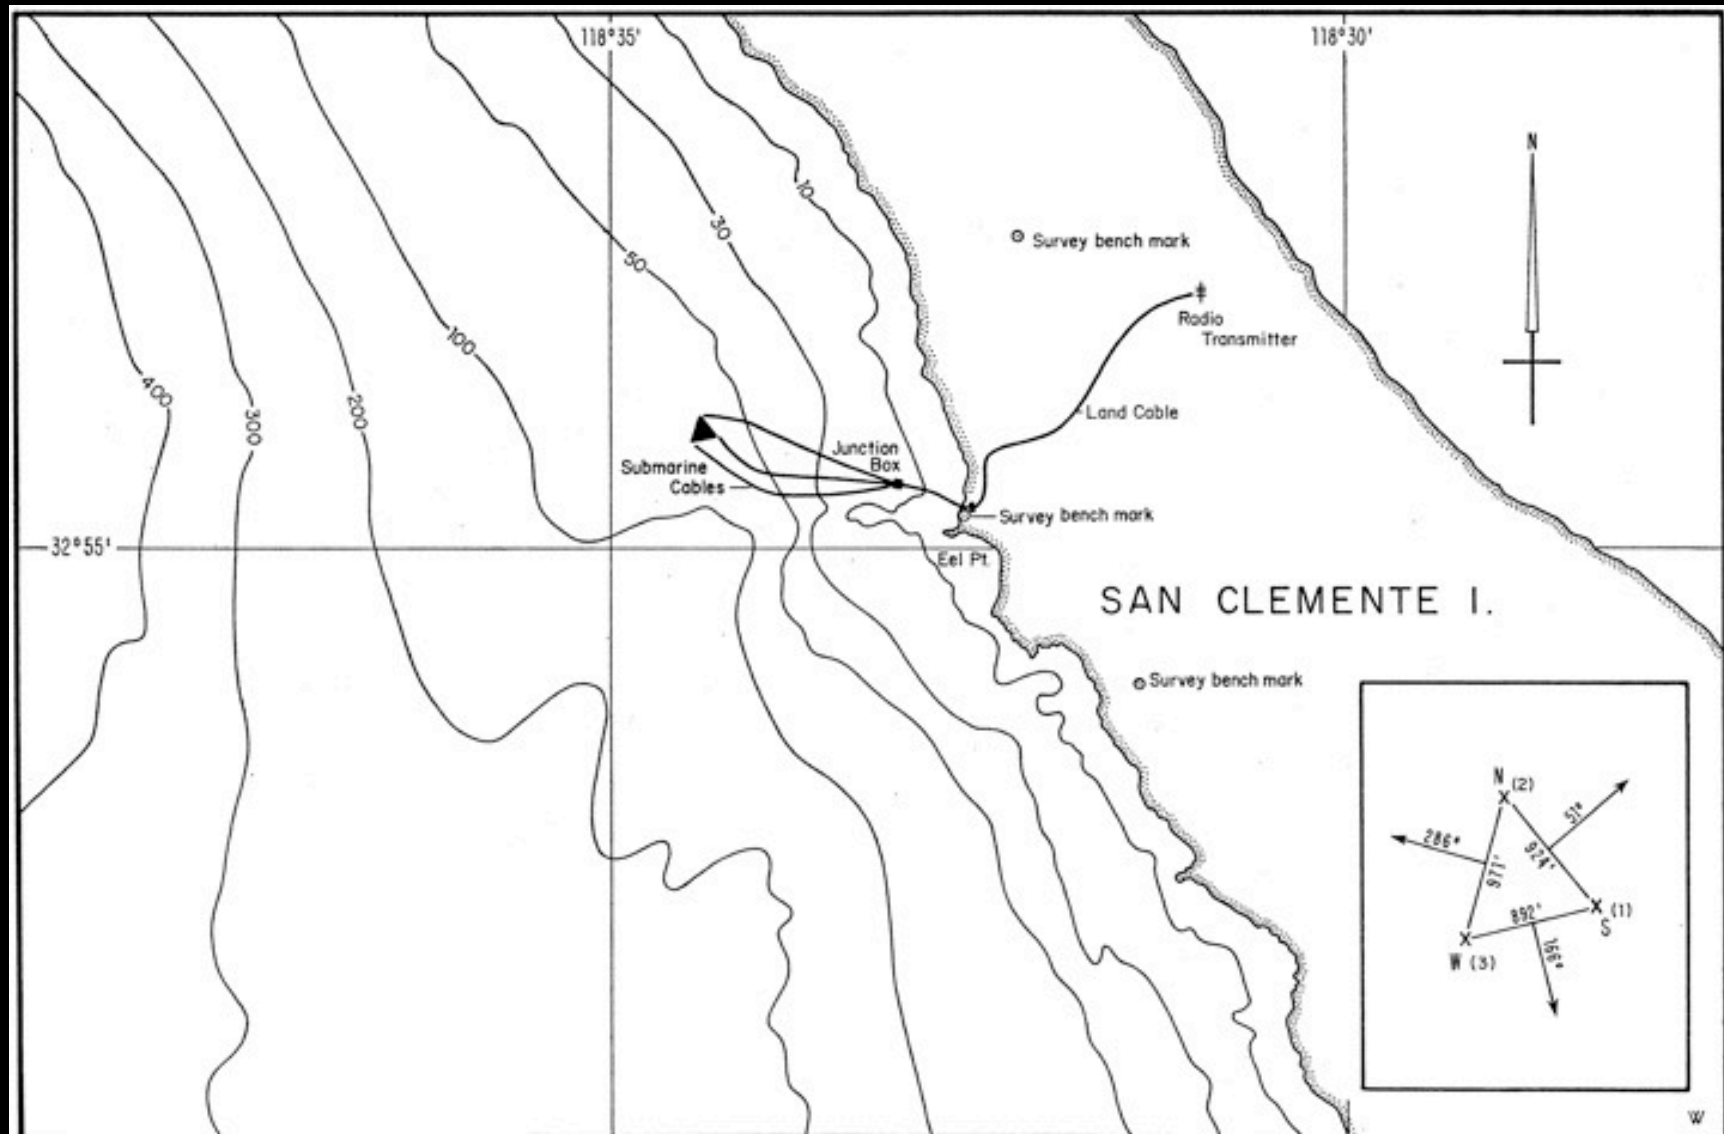 118°35'
118°30'
N
10
30
50
100
200
300
400
Survey bench mark
Radio
Transmitter
Land Cable
Junction
Box
Submarine
Cables
Survey bench mark
32°55'
Eel Pt.
SAN CLEMENTE I.
Survey bench mark
N (2)
51°
286°
977'
924'
892'
S (1)
W (3)
166°
W